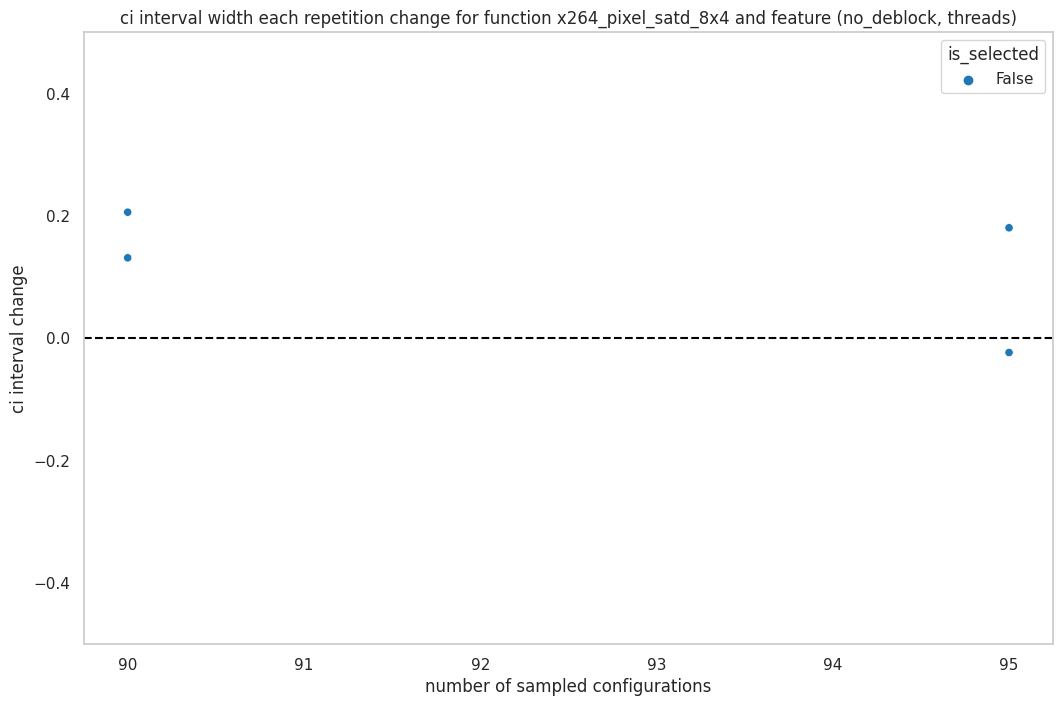 ci interval width each repetition change for function x264_pixel_satd_8x4 and feature (no_deblock, threads)
is_selected
False
ci interval change
0.4
0.2
0.0
−0.2
−0.4
90 91 92 93 94 95
number of sampled configurations